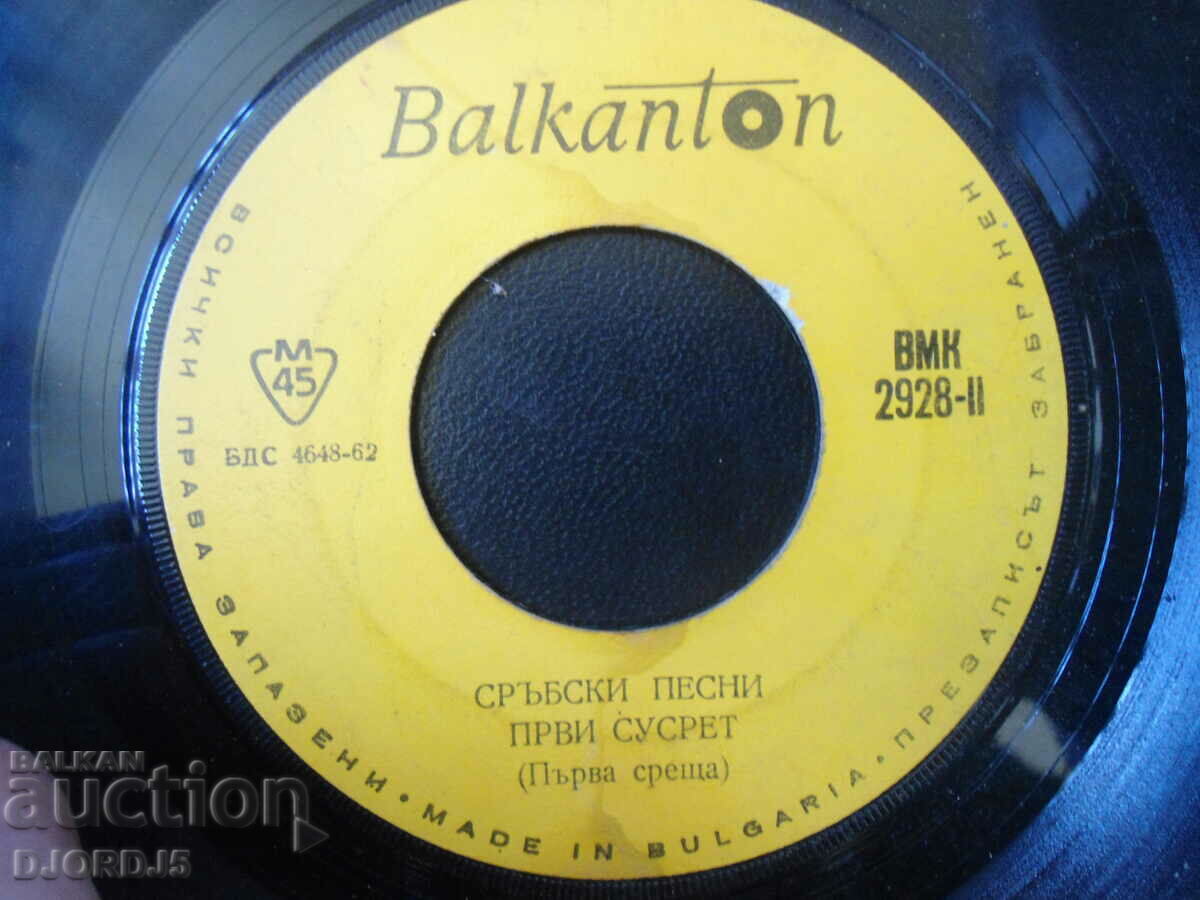 Balkanton
М
45
БДС 4648-62
ВМК
2928-II
СРЪБСКИ ПЕСНИ
ПРВИ СУСРЕТ
(Първа среща)
ВСИЧКИ ПРАВА ЗАПАЗЕНИ • MADE IN BULGARIA • ПРЕЗАПИСЪТ ЗАБРАНЕН
BALKAN
auction
DJORDJ5